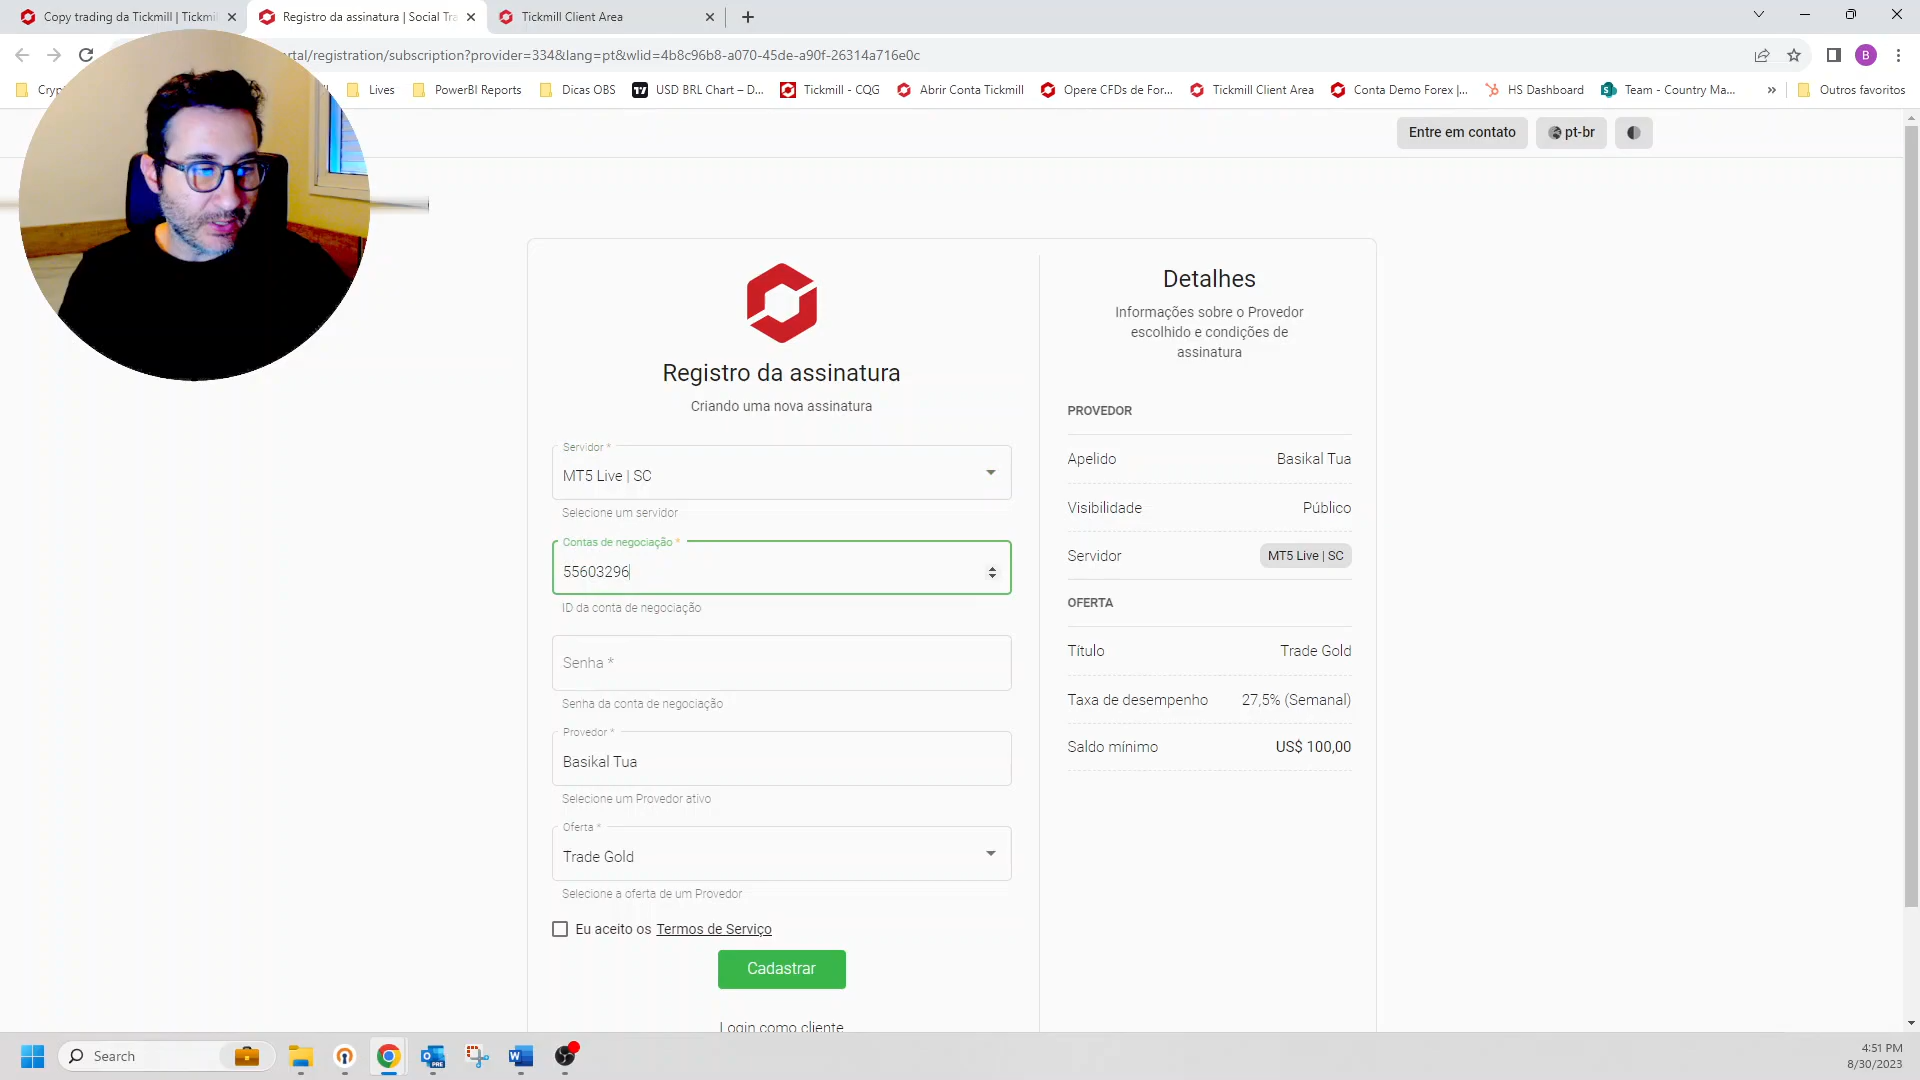 Copy trading da Tickmill | Tickmil
Registro da assinatura | Social Tra
Tickmill Client Area
rtal/registration/subscription?provider=334&lang=pt&wlid=4b8c96b8-a070-45de-a90f-26314a716e0c
B
Lives
PowerBI Reports
Dicas OBS
USD BRL Chart – D...
Tickmill - CQG
Abrir Conta Tickmill
Opere CFDs de For...
Tickmill Client Area
Conta Demo Forex |...
HS Dashboard
Team - Country Ma...
»
Outros favoritos
Entre em contato
pt-br
Registro da assinatura
Criando uma nova assinatura
Servidor *
MT5 Live | SC
Selecione um servidor
Contas de negociação *
55603296
ID da conta de negociação
Senha *
Senha da conta de negociação
Provedor *
Basikal Tua
Selecione um Provedor ativo
Oferta *
Trade Gold
Selecione a oferta de um Provedor
Eu aceito os Termos de Serviço
Cadastrar
Login como cliente
Detalhes
Informações sobre o Provedor
escolhido e condições de
assinatura
PROVEDOR
Apelido Basikal Tua
Visibilidade Público
Servidor MT5 Live | SC
OFERTA
Título Trade Gold
Taxa de desempenho 27,5% (Semanal)
Saldo mínimo US$ 100,00
Search
4:51 PM
8/30/2023